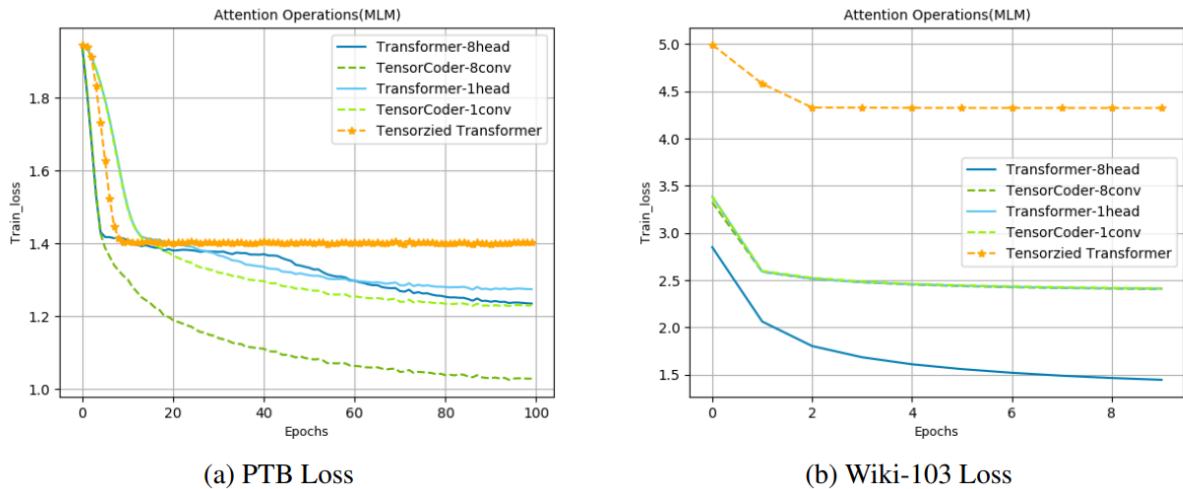 Attention Operations(MLM)
Train_loss
1.8
1.6
1.4
1.2
1.0
0
20
40
60
80
100
Epochs
Transformer-8head
TensorCoder-8conv
Transformer-1head
TensorCoder-1conv
Tensorzied Transformer
(a) PTB Loss
Attention Operations(MLM)
Train_loss
5.0
4.5
4.0
3.5
3.0
2.5
2.0
1.5
0
2
4
6
8
Epochs
Transformer-8head
TensorCoder-8conv
Transformer-1head
TensorCoder-1conv
Tensorzied Transformer
(b) Wiki-103 Loss